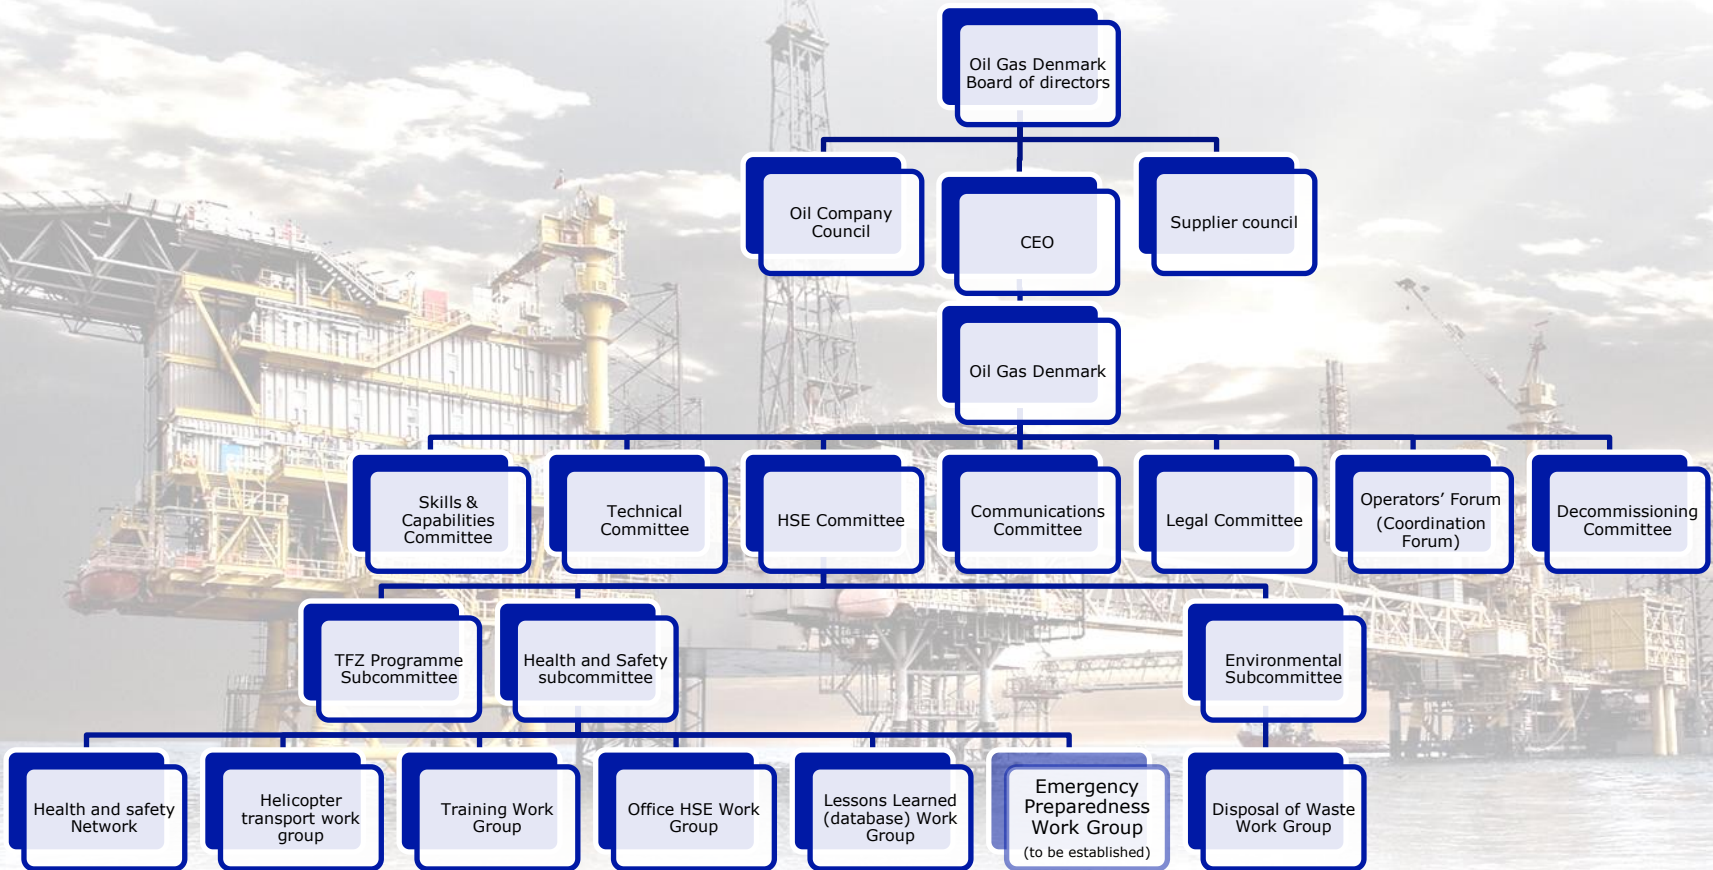 Oil Gas Denmark
Board of directors
Oil Company
Council
CEO
Supplier council
Oil Gas Denmark
Skills &
Capabilities
Committee
Technical
Committee
HSE Committee
Communications
Committee
Legal Committee
Operators’ Forum
(Coordination
Forum)
Decommissioning
Committee
TFZ Programme
Subcommittee
Health and Safety
subcommittee
Environmental
Subcommittee
Health and safety
Network
Helicopter
transport work
group
Training Work
Group
Office HSE Work
Group
Lessons Learned
(database) Work
Group
Emergency
Preparedness
Work Group
(to be established)
Disposal of Waste
Work Group